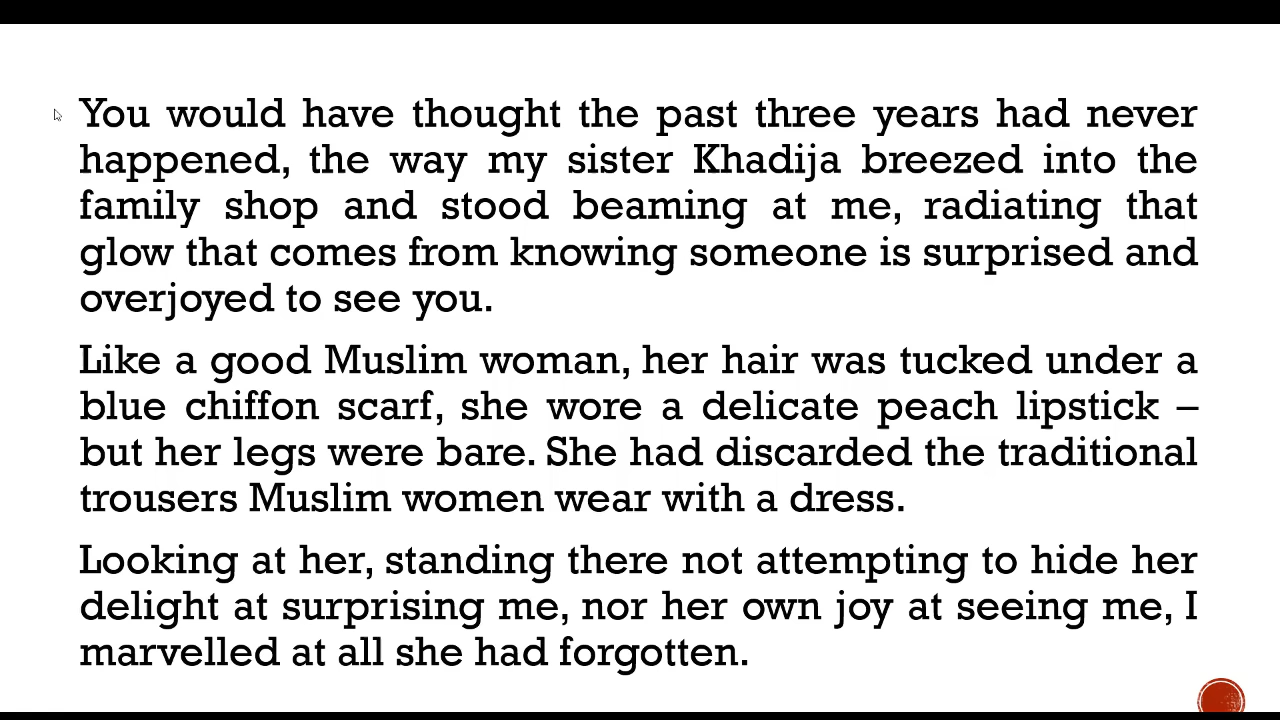 You would have thought the past three years had never
happened, the way my sister Khadija breezed into the
family shop and stood beaming at me, radiating that
glow that comes from knowing someone is surprised and
overjoyed to see you.
Like a good Muslim woman, her hair was tucked under a
blue chiffon scarf, she wore a delicate peach lipstick –
but her legs were bare. She had discarded the traditional
trousers Muslim women wear with a dress.
Looking at her, standing there not attempting to hide her
delight at surprising me, nor her own joy at seeing me, I
marvelled at all she had forgotten.